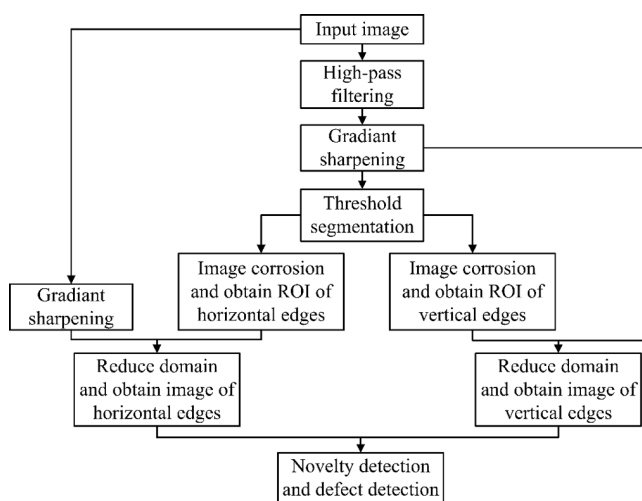 Input image
High-pass
filtering
Gradiant
sharpening
Threshold
segmentation
Image corrosion
and obtain ROI of
horizontal edges
Image corrosion
and obtain ROI of
vertical edges
Gradiant
sharpening
Reduce domain
and obtain image of
horizontal edges
Reduce domain
and obtain image of
vertical edges
Novelty detection
and defect detection